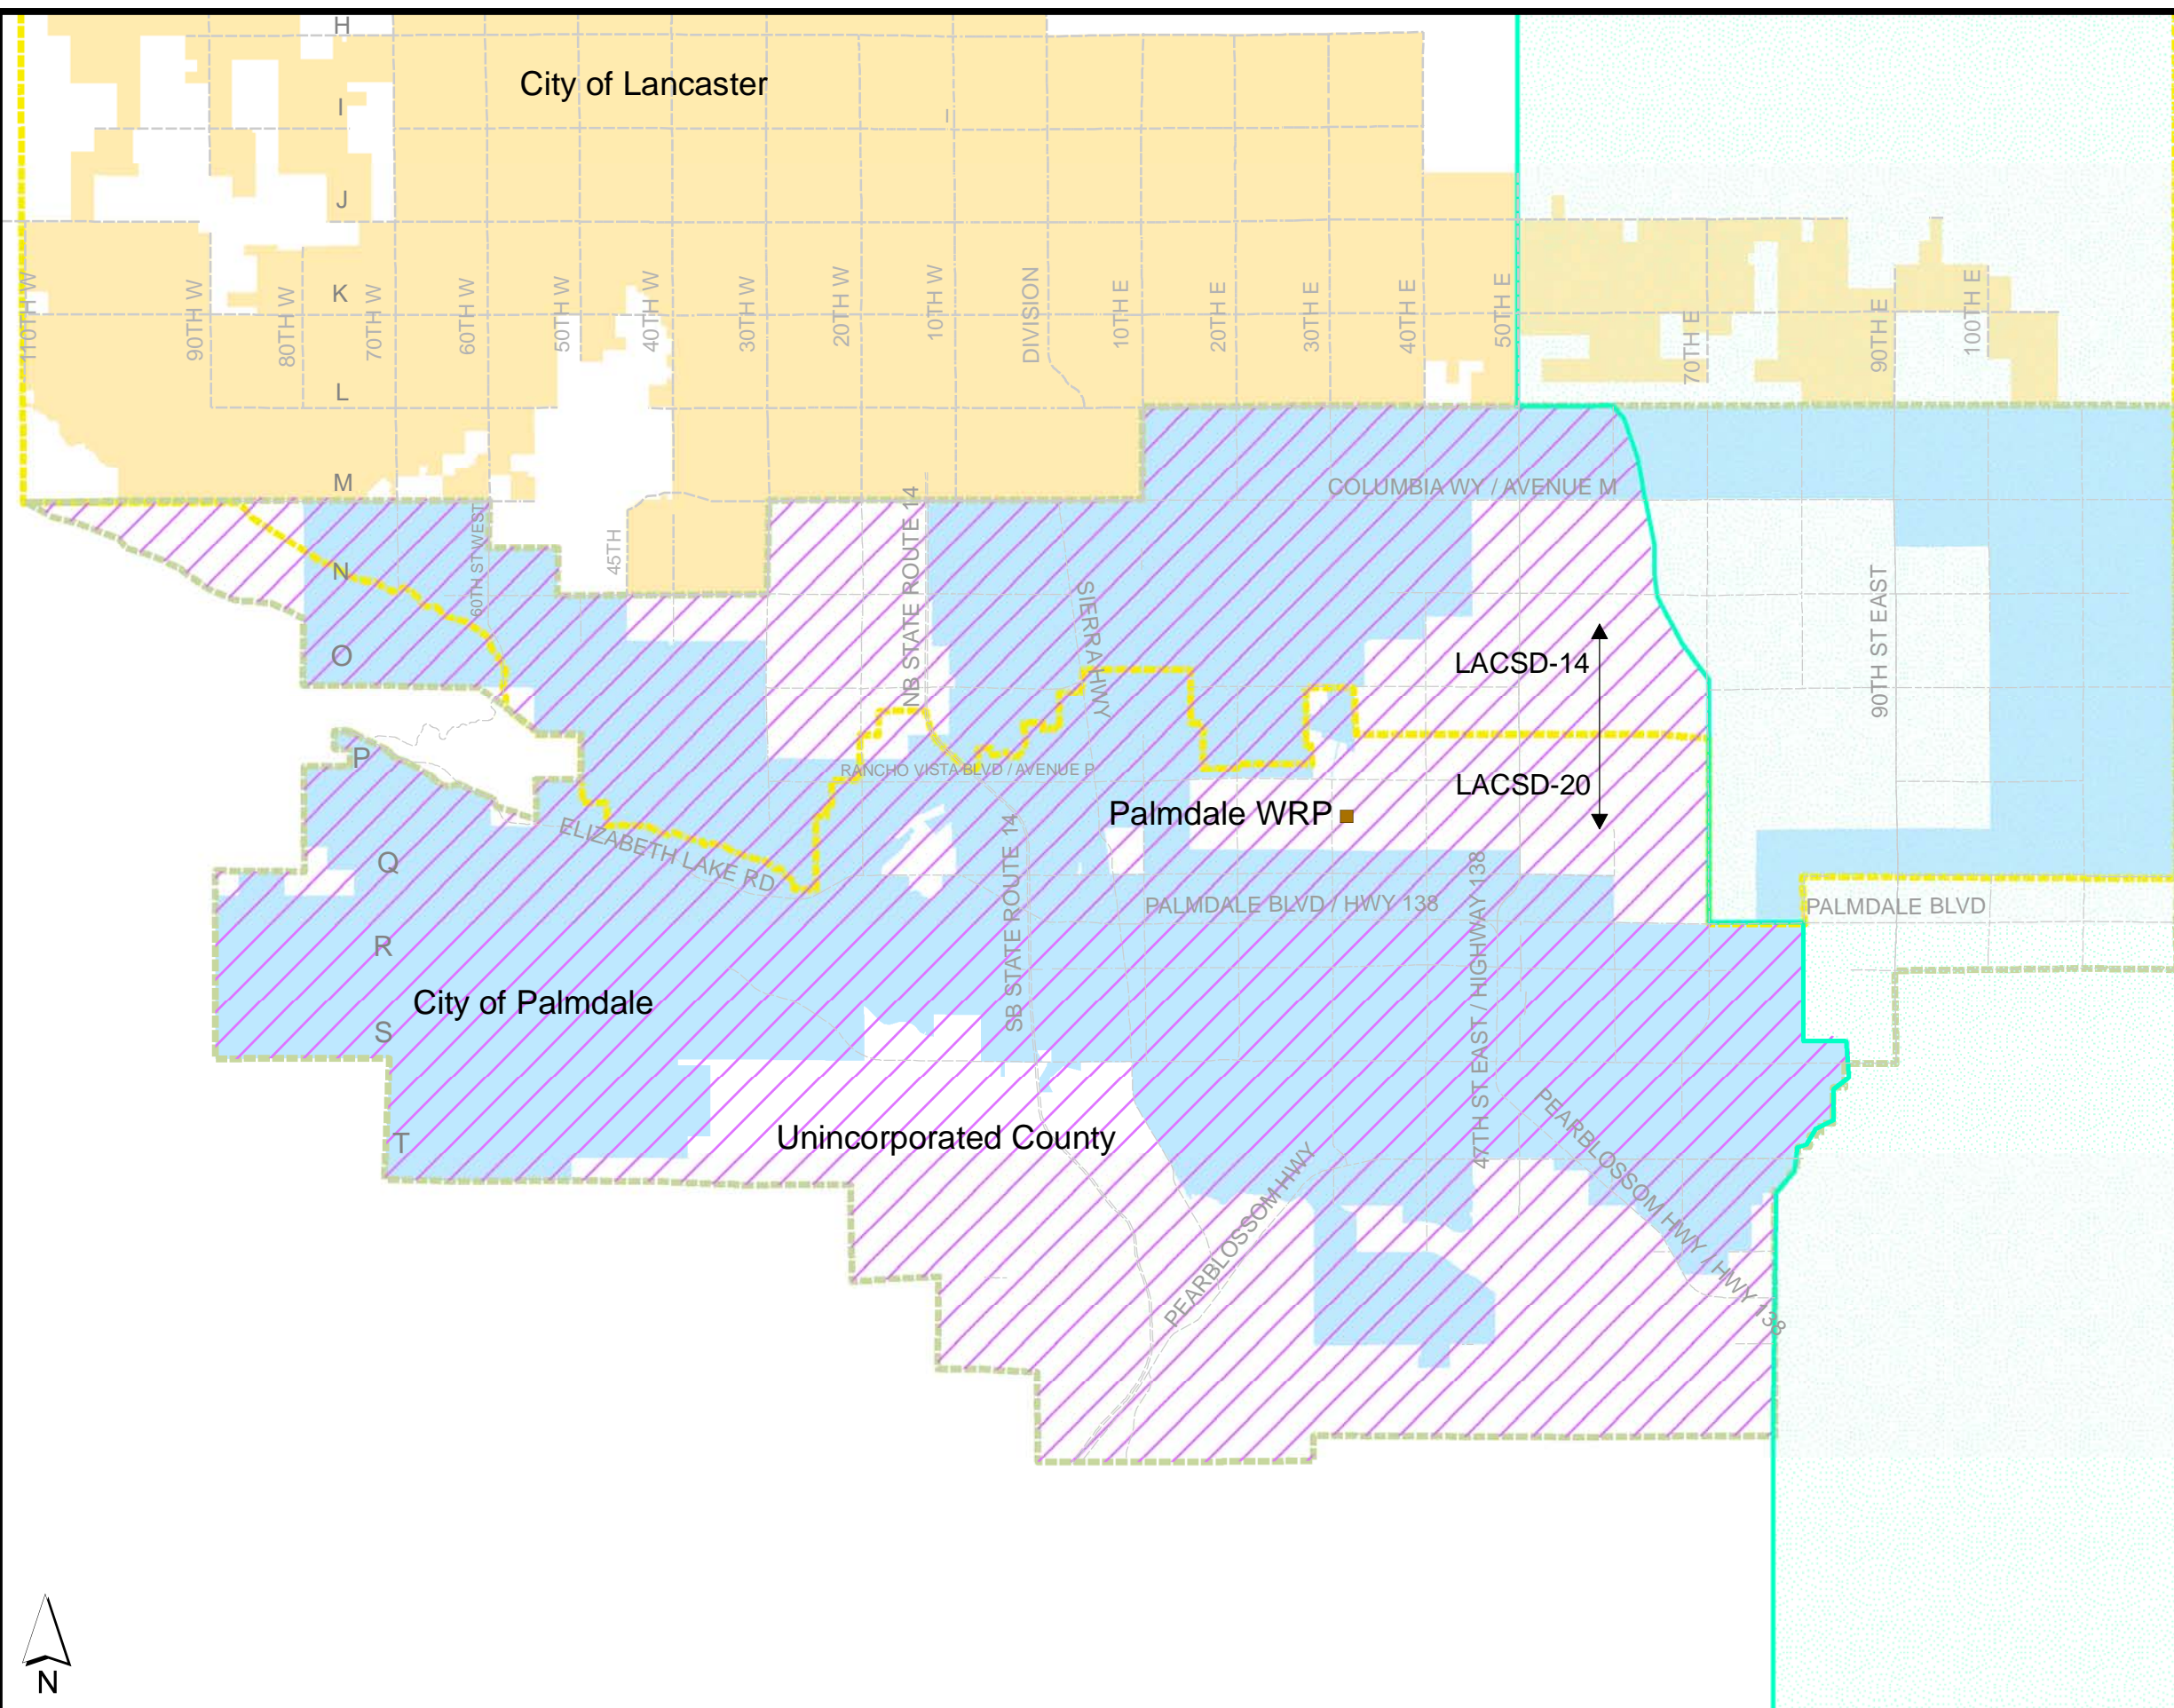 H
City of Lancaster
I
I
J
K
110TH W
90TH W
80TH W
70TH W
60TH W
50TH W
40TH W
30TH W
20TH W
10TH W
DIVISION
10TH E
20TH E
30TH E
40TH E
50TH E
70TH E
90TH E
100TH E
L
M
COLUMBIA WY / AVENUE M
60TH ST WEST
45TH
NB STATE ROUTE 14
SIERRA HWY
90TH ST EAST
N
O
LACSD-14
P
RANCHO VISTA BLVD / AVENUE P
LACSD-20
Palmdale WRP
ELIZABETH LAKE RD
Q
SB STATE ROUTE 14
47TH ST EAST / HIGHWAY 138
PALMDALE BLVD / HWY 138
PALMDALE BLVD
R
City of Palmdale
S
T
Unincorporated County
PEARBLOSSOM HWY
PEARBLOSSOM HWY / HWY 138
N